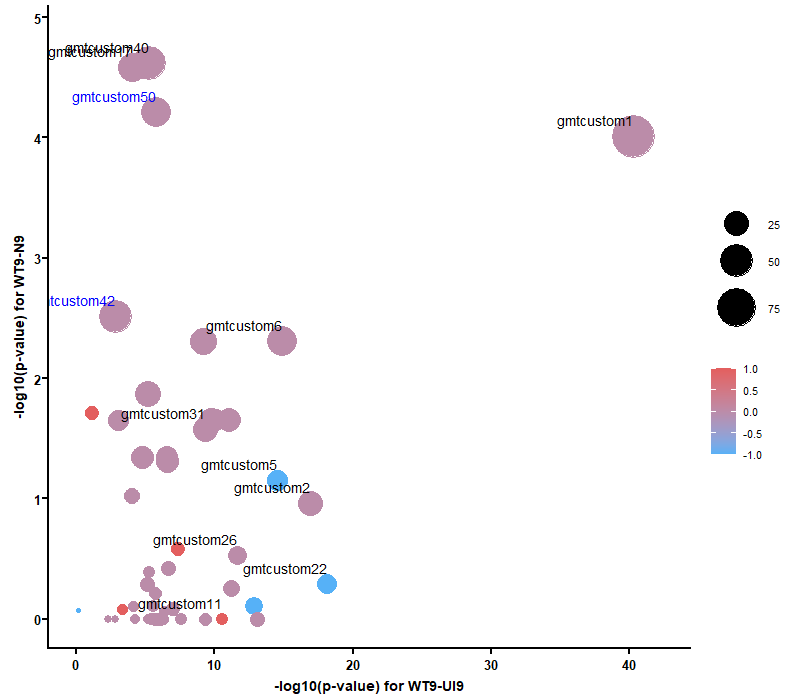 5
gmtcustom40
gmtcustom17
gmtcustom50
gmtcustom1
4
25
50
3
tcustom42
75
gmtcustom6
2
1.0
0.5
gmtcustom31
0.0
-0.5
-1.0
gmtcustom5
gmtcustom2
1
gmtcustom26
gmtcustom22
gmtcustom11
0
0 10 20 30 40
-log10(p-value) for WT9-UI9
-log10(p-value) for WT9-N9